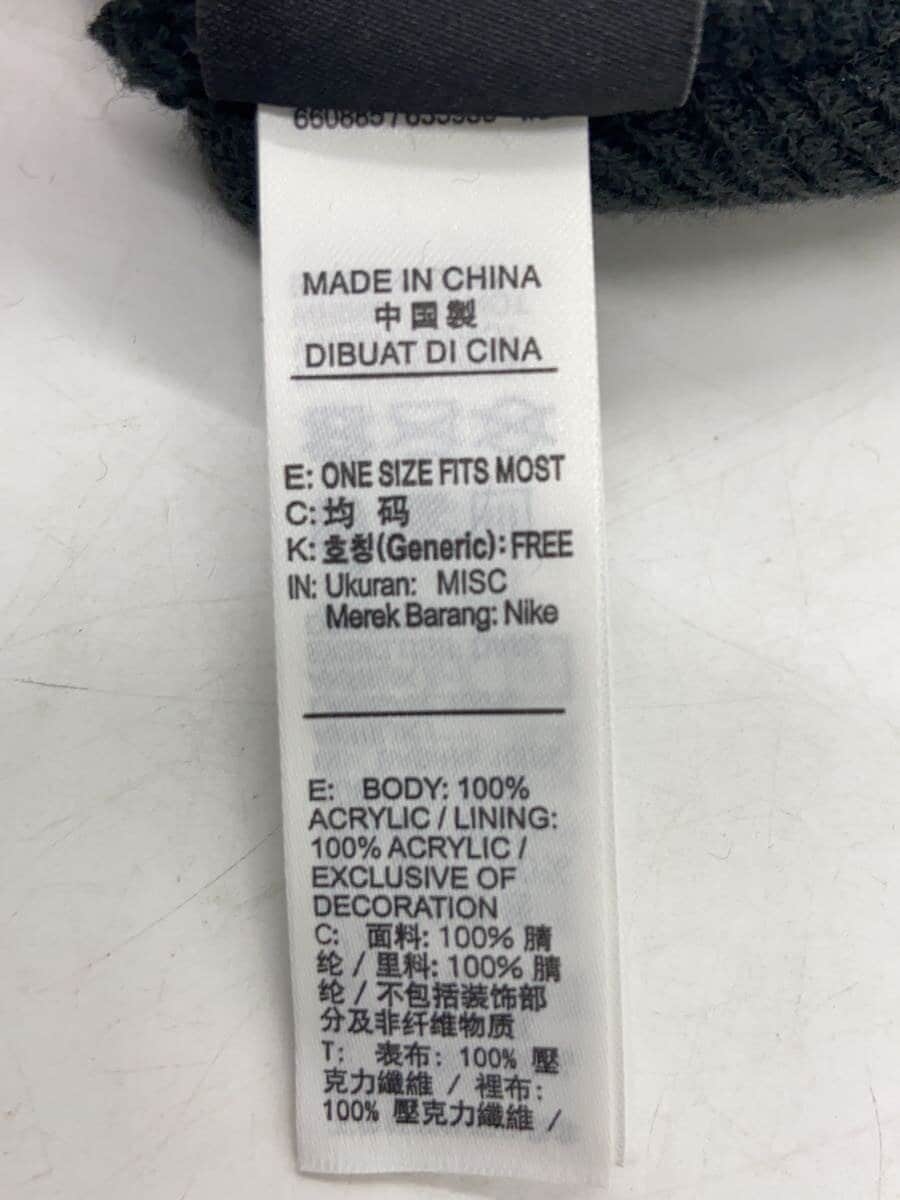 MADE IN CHINA
中国製
DIBUAT DI CINA
E: ONE SIZE FITS MOST
C: 均 码
K: 호칭(Generic): FREE
IN: Ukuran: MISC
Merek Barang: Nike
E: BODY: 100%
ACRYLIC / LINING:
100% ACRYLIC /
EXCLUSIVE OF
DECORATION
C: 面料: 100% 腈
纶 / 里料: 100% 腈
纶 / 不包括装饰部
分及非纤维物质
T: 表布: 100% 壓
克力纖維 / 裡布:
100% 壓克力纖維 /